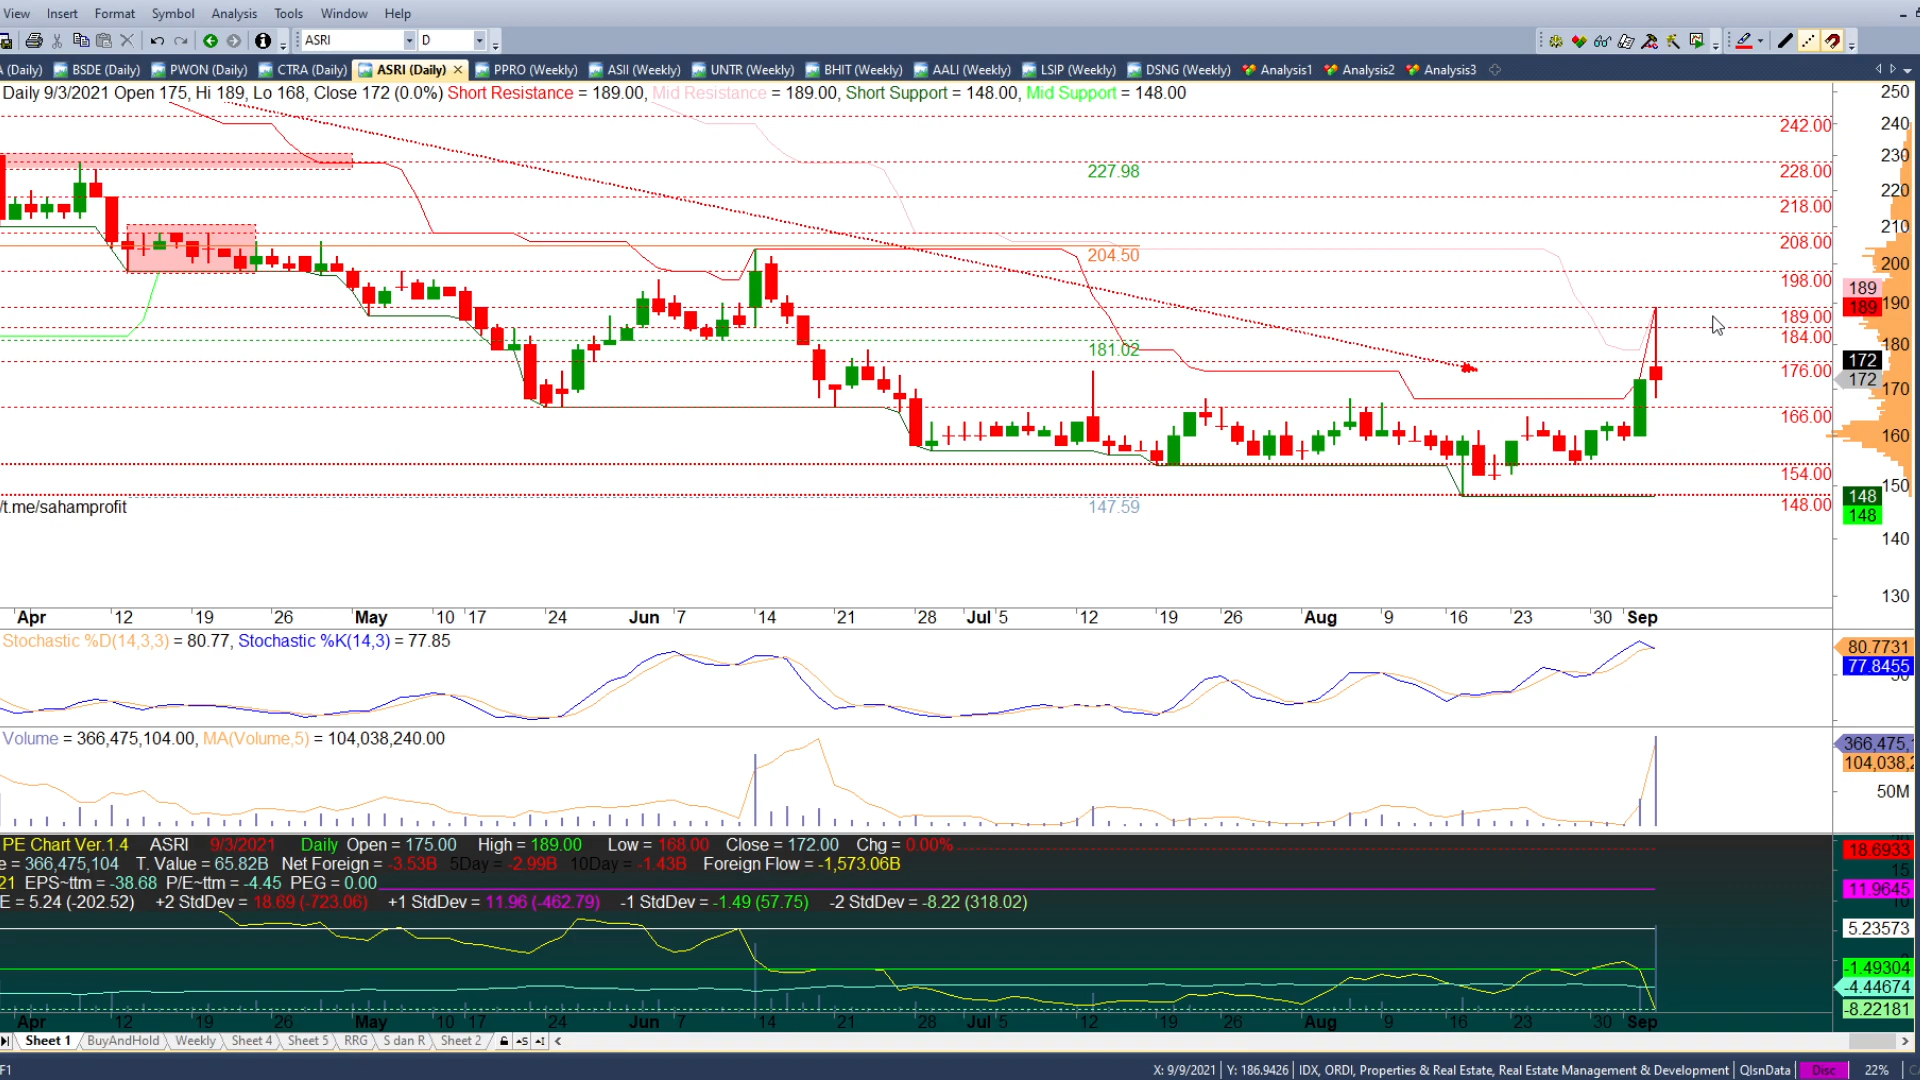 View Insert Format Symbol Analysis Tools Window Help
ASRI D
(Daily) BSDE (Daily) PWON (Daily) CTRA (Daily) ASRI (Daily) PPRO (Weekly) ASII (Weekly) UNTR (Weekly) BHIT (Weekly) AALI (Weekly) LSIP (Weekly) DSNG (Weekly) Analysis1 Analysis2 Analysis3
Daily 9/3/2021 Open 175, Hi 189, Lo 168, Close 172 (0.0%) Short Resistance = 189.00, Mid Resistance = 189.00, Short Support = 148.00, Mid Support = 148.00
250
242.00
240
230
227.98
228.00
220
218.00
210
208.00
204.50
200
198.00
189
190
189
189.00
184.00
180
181.02
172
176.00
172
170
166.00
160
154.00
150
148
147.59
148.00
148
/t.me/sahamprofit
140
130
Apr 12 19 26 May 10 17 24 Jun 7 14 21 28 Jul 5 12 19 26 Aug 9 16 23 30 Sep
Stochastic %D(14,3,3) = 80.77, Stochastic %K(14,3) = 77.85
80.7731
77.8455
Volume = 366,475,104.00, MA(Volume,5) = 104,038,240.00
366,475,
104,038,2
50M
PE Chart Ver.1.4 ASRI 9/3/2021 Daily Open = 175.00 High = 189.00 Low = 168.00 Close = 172.00 Chg = 0.00%
e = 366,475,104 T. Value = 65.82B Net Foreign = -3.53B 5Day = -2.99B 10Day = -1.43B Foreign Flow = -1,573.06B
21 EPS~ttm = -38.68 P/E~ttm = -4.45 PEG = 0.00
E = 5.24 (-202.52) +2 StdDev = 18.69 (-723.06) +1 StdDev = 11.96 (-462.79) -1 StdDev = -1.49 (57.75) -2 StdDev = -8.22 (318.02)
18.6933
15
11.9645
10
5.23573
-1.49304
-4.44674
-8.22181
Apr 12 19 26 May 10 17 24 Jun 7 14 21 28 Jul 5 12 19 26 Aug 9 16 23 30 Sep
Sheet 1 BuyAndHold Weekly Sheet 4 Sheet 5 RRG S dan R Sheet 2
F1
X: 9/9/2021 Y: 186.9426 IDX, ORDI, Properties & Real Estate, Real Estate Management & Development QlsnData Disc 22%